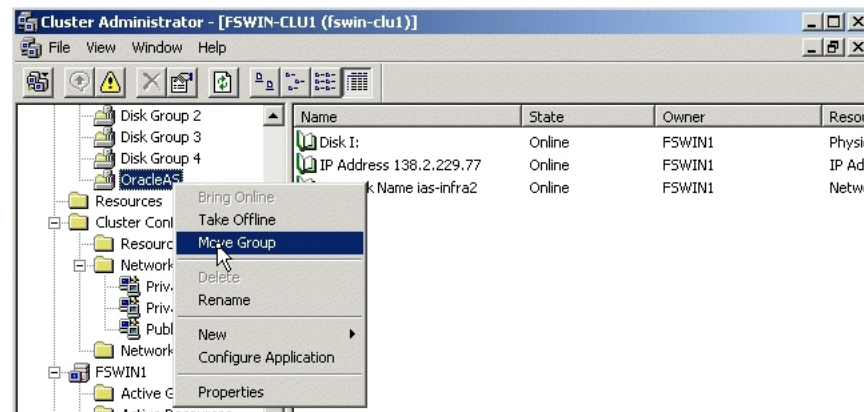 Cluster Administrator - [FSWIN-CLU1 (fswin-clu1)]
File View Window Help
Disk Group 2
Disk Group 3
Disk Group 4
OracleAS
Resources
Cluster Con
Resourc
Network
Priv
Priv
Publ
Network
FSWIN1
Active G
Name State Owner Resou
Disk I: Online FSWIN1 Physi
IP Address 138.2.229.77 Online FSWIN1 IP Ad
k Name ias-infra2 Online FSWIN1 Netw
Bring Online
Take Offline
Move Group
Delete
Rename
New
Configure Application
Properties